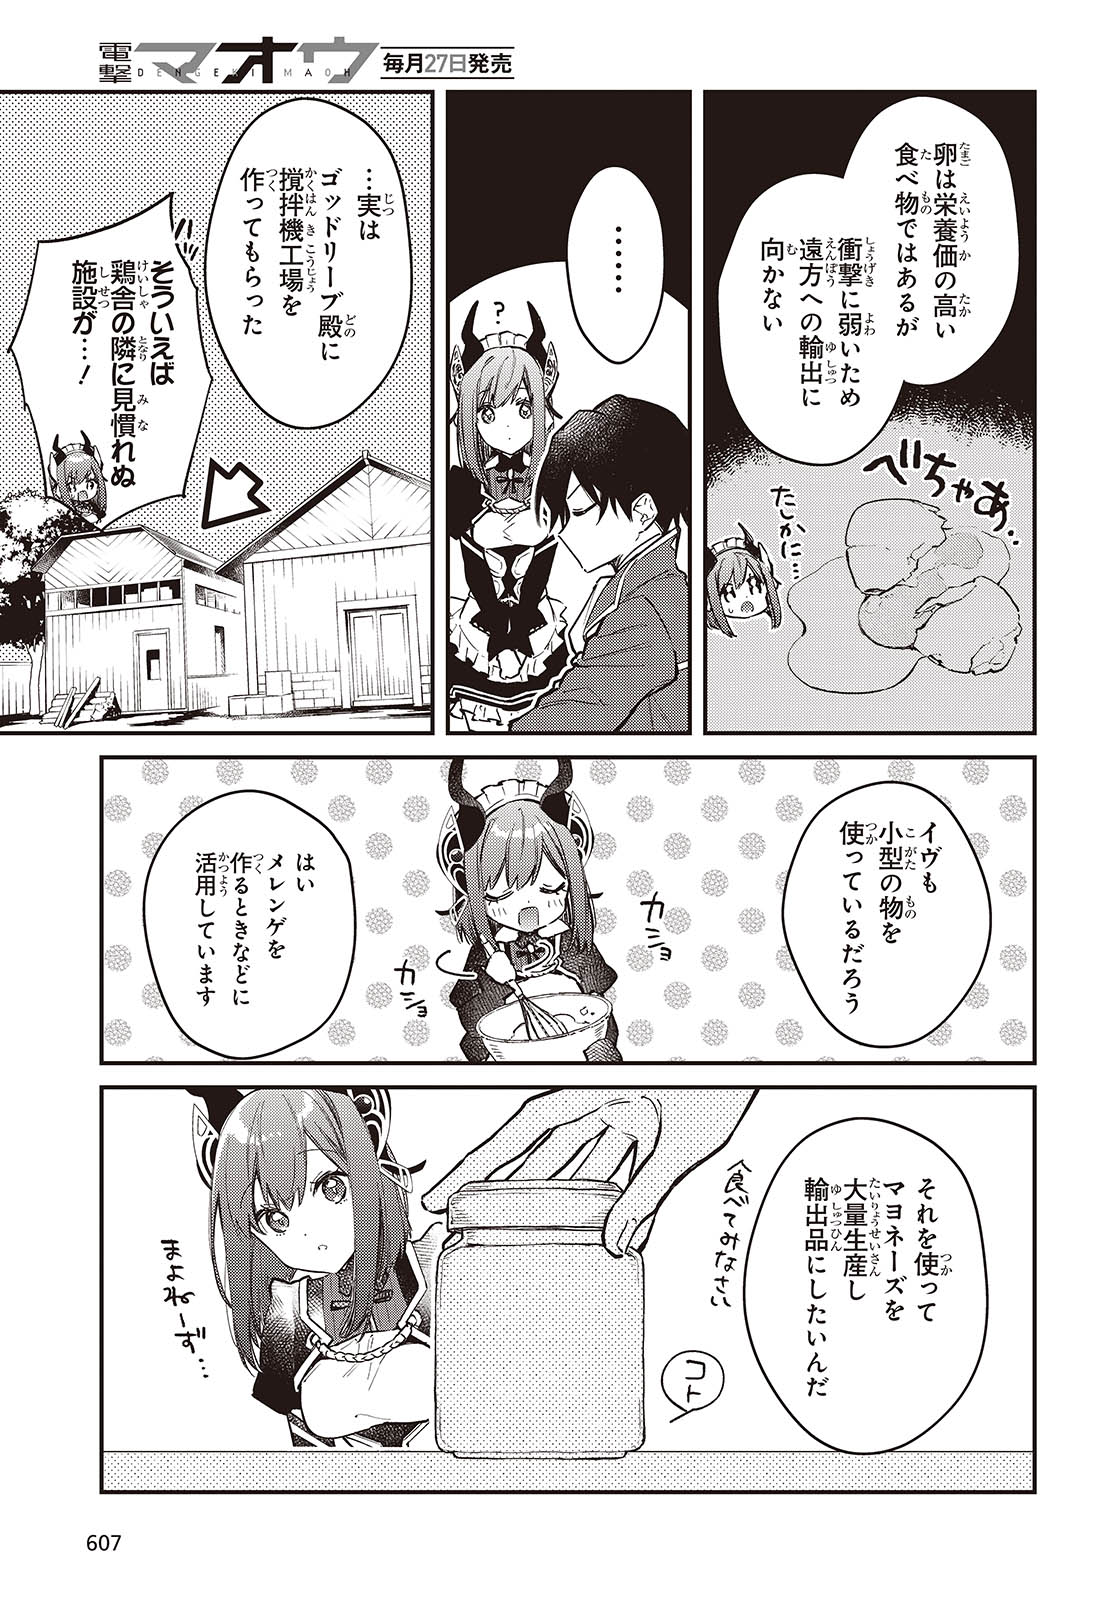 電撃マオウ
DENGEKI MAOH
毎月27日発売
卵は栄養価の高い
食べ物ではあるが
衝撃に弱いため
遠方への輸出に
向かない
べちゃあ‥
たしかに…
……
?
…実は
ゴッドリーブ殿に
撹拌機工場を
作ってもらった
そういえば
鶏舎の隣に見慣れぬ
施設が…!
イヴも
小型の物を
使っているだろう
カショ
カショ
はい
メレンゲを
作るときなどに
活用しています
それを使って
マヨネーズを
大量生産し
輸出品にしたいんだ
食べてみなさい
コト
まよねーず…
607